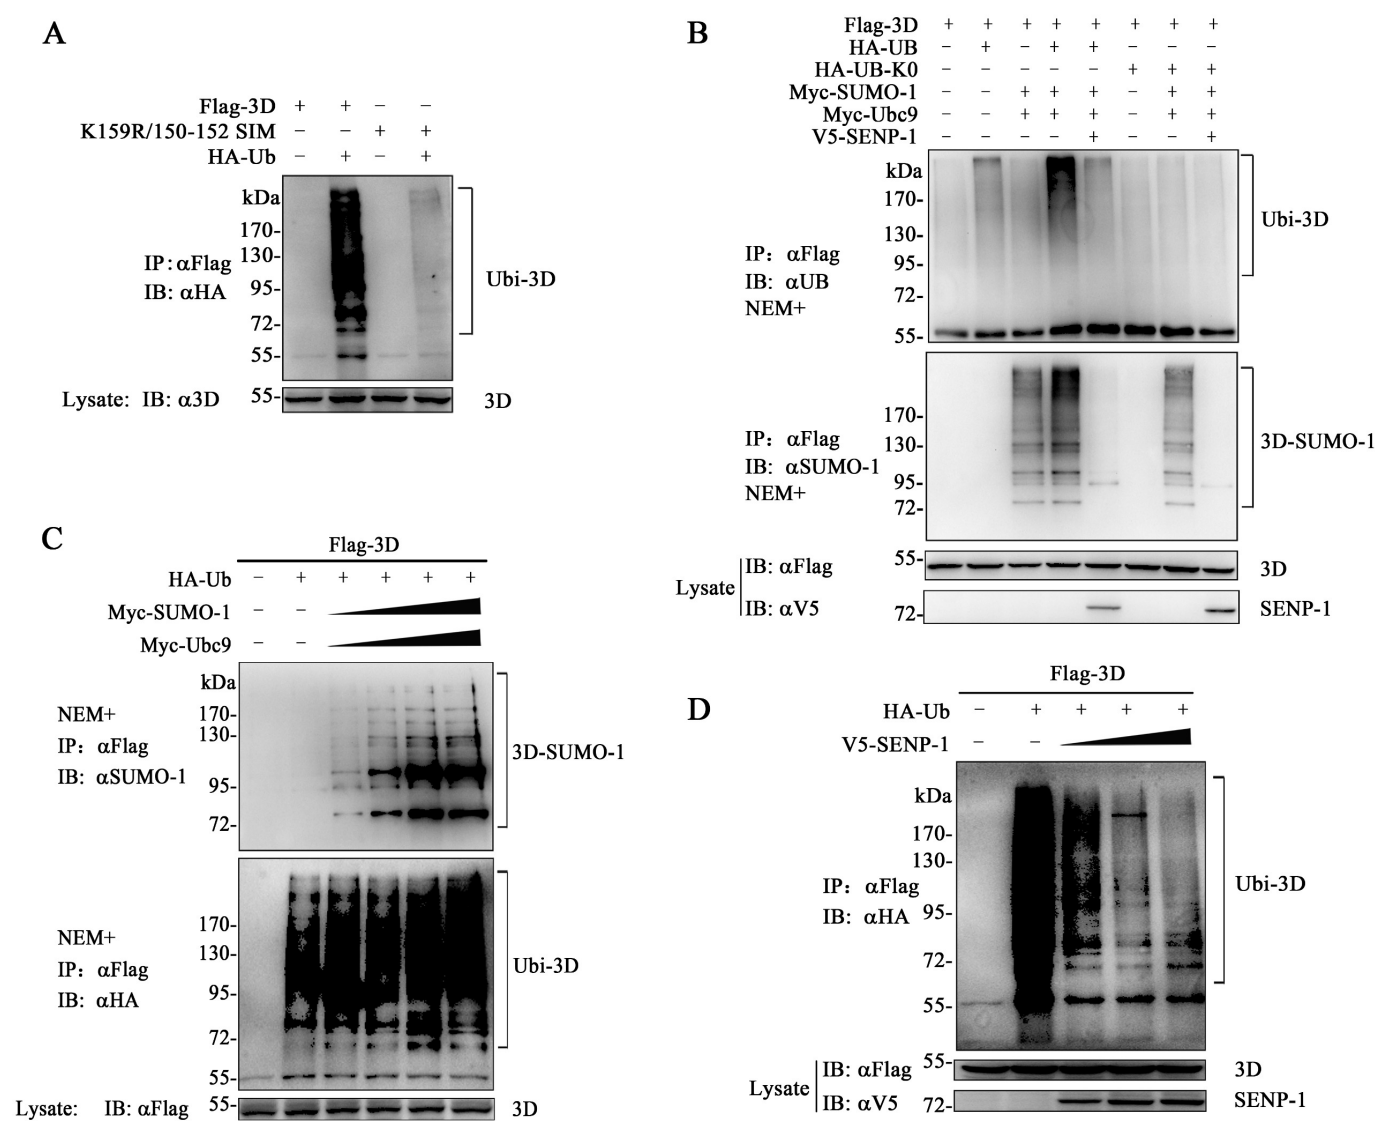 A
Flag-3D + + – –
K159R/150-152 SIM – – + +
HA-Ub – + – +
kDa
170-
130-
95-
72-
55-
IP: αFlag
IB: αHA
Ubi-3D
Lysate: IB: α3D
55-
3D
B
Flag-3D + + + + + + + +
HA-UB – + – + + – – –
HA-UB-K0 – – – – – + + +
Myc-SUMO-1 – – + + + – + +
Myc-Ubc9 – – + + + – + +
V5-SENP-1 – – – – + – – +
kDa
170-
130-
95-
72-
55-
IP: αFlag
IB: αUB
NEM+
Ubi-3D
170-
130-
95-
72-
IP: αFlag
IB: αSUMO-1
NEM+
3D-SUMO-1
Lysate
IB: αFlag
55-
3D
IB: αV5
72-
SENP-1
C
Flag-3D
HA-Ub – + + + + +
Myc-SUMO-1 – –
Myc-Ubc9 – –
kDa
170-
130-
95-
72-
NEM+
IP: αFlag
IB: αSUMO-1
3D-SUMO-1
170-
130-
95-
72-
55-
NEM+
IP: αFlag
IB: αHA
Ubi-3D
Lysate: IB: αFlag
55-
3D
D
Flag-3D
HA-Ub – + + + +
V5-SENP-1 – –
kDa
170-
130-
95-
72-
55-
IP: αFlag
IB: αHA
Ubi-3D
Lysate
IB: αFlag
55-
3D
IB: αV5
72-
SENP-1